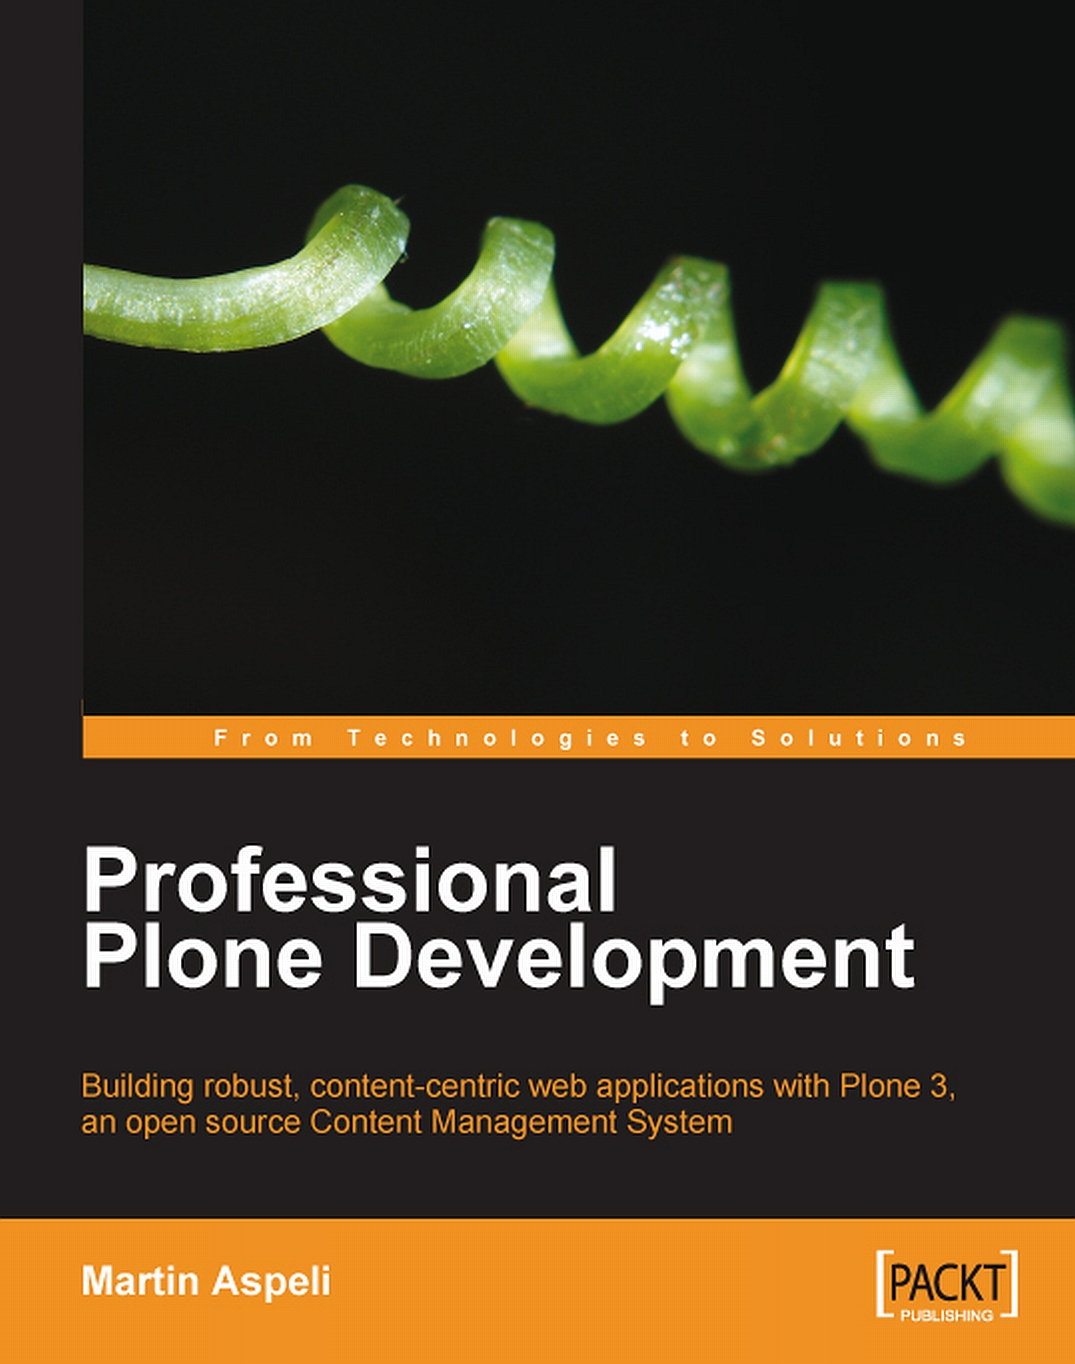 From Technologies to Solutions
Professional
Plone Development
Building robust, content-centric web applications with Plone 3,
an open source Content Management System
Martin Aspeli
[PACKT]
PUBLISHING